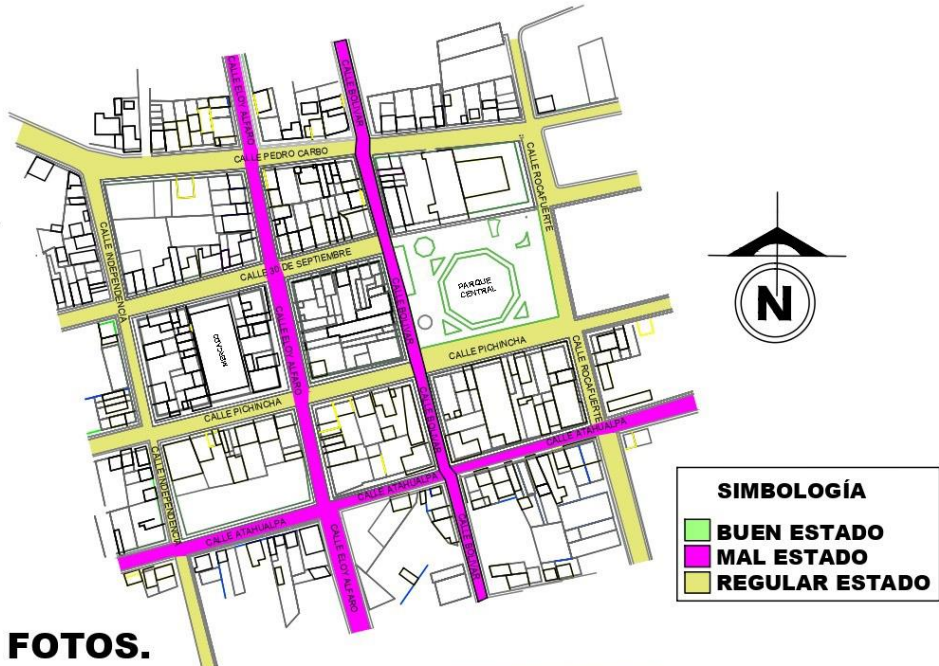 CALLE ELOY ALFARO
CALLE BOLIVAR
CALLE PEDRO CARBO
CALLE ROCAFUERTE
CALLE INDEPENDENCIA
CALLE 30 DE SEPTIEMBRE
PARQUE
CENTRAL
CALLE BOLIVAR
CALLE ELOY ALFARO
MERCADO
CALLE PICHINCHA
CALLE ROCAFUERTE
CALLE PICHINCHA
CALLE BOLIVAR
CALLE ATAHUALPA
CALLE INDEPENDENCIA
CALLE ATAHUALPA
CALLE ATAHUALPA
CALLE ELOY ALFARO
CALLE BOLIVAR
N
SIMBOLOGÍA
BUEN ESTADO
MAL ESTADO
REGULAR ESTADO
FOTOS.